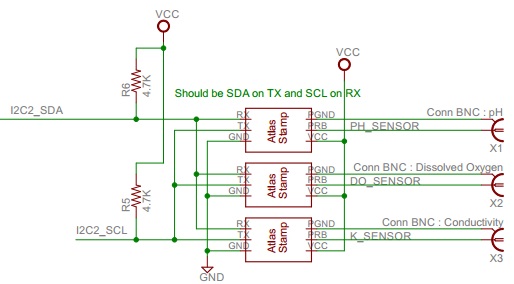 VCC
VCC
R6
4.7K
Should be SDA on TX and SCL on RX
I2C2_SDA
RX
TX
GND
Atlas
Stamp
PGND
PRB
VCC
Conn BNC : pH
PH_SENSOR
X1
R5
4.7K
RX
TX
GND
Atlas
Stamp
PGND
PRB
VCC
Conn BNC : Dissolved Oxygen
DO_SENSOR
X2
I2C2_SCL
RX
TX
GND
Atlas
Stamp
PGND
PRB
VCC
Conn BNC : Conductivity
K_SENSOR
X3
GND